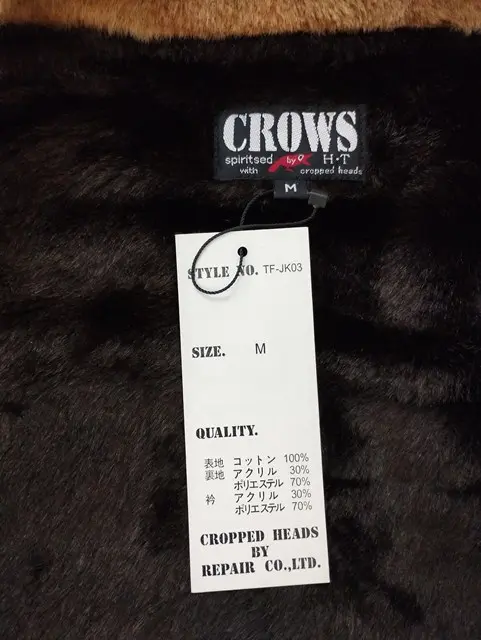 CROWS
spiritsed by H·T
with cropped heads
M
STYLE NO. TF-JK03
SIZE. M
QUALITY.
表地 コットン 100%
裏地 アクリル 30%
ポリエステル 70%
衿 アクリル 30%
ポリエステル 70%
CROPPED HEADS
BY
REPAIR CO.,LTD.